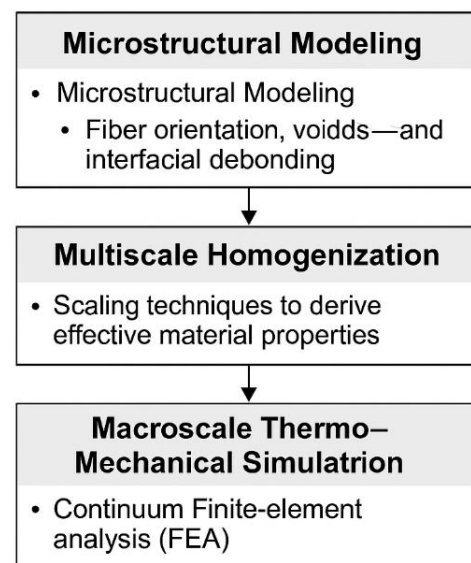 Microstructural Modeling
• Microstructural Modeling
• Fiber orientation, voidds—and
interfacial debonding
Multiscale Homogenization
• Scaling techniques to derive
effective material properties
Macroscale Thermo–
Mechanical Simulatrion
• Continuum Finite-element
analysis (FEA)